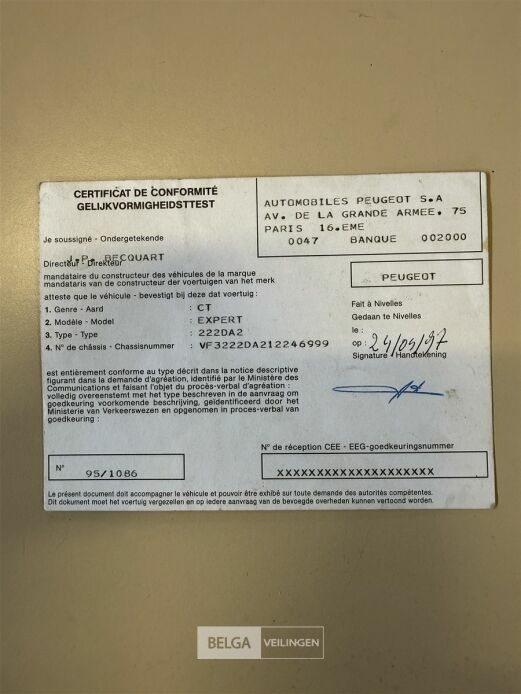 CERTIFICAT DE CONFORMITÉ
GELIJKVORMIGHEIDSTTEST
AUTOMOBILES PEUGEOT S.A
AV. DE LA GRANDE ARMEE. 75
PARIS 16.EME
0047 BANQUE 002000
Je soussigné - Ondergetekende
J.P. BECQUART
Directeur - Direkteur
mandataire du constructeur des véhicules de la marque
mandataris van de constructeur der voertuigen van het merk
PEUGEOT
atteste que le véhicule - bevestigt bij deze dat voertuig :
1. Genre - Aard : CT
2. Modèle - Model : EXPERT
3. Type - Type : 222DA2
4. N° de châssis - Chassisnummer : VF3222DA212246999
Fait à Nivelles
Gedaan te Nivelles
le :
op : 24/09/97
Signature - Handtekening
est entièrement conforme au type décrit dans la notice descriptive
figurant dans la demande d'agréation, identifié par le Ministère des
Communications et faisant l'objet du procès-verbal d'agréation :
volledig overeenstemt met het type beschreven in de aanvraag om
goedkeuring voorkomende beschrijving, geïdentificeerd door het
Ministerie van Verkeerswezen en opgenomen in proces-verbal van
goedkeuring :
N° 95/1086
N° de réception CEE - EEG-goedkeuringsnummer
XXXXXXXXXXXXXXXXXXXX
Le présent document doit accompagner le véhicule et pouvoir être exhibé sur toute demande des autorités compétentes.
Dit dokument moet het voertuig vergezellen en op iedere aanvraag van de bevoegde overheden kunnen vertoond worden.
BELGA VEILINGEN